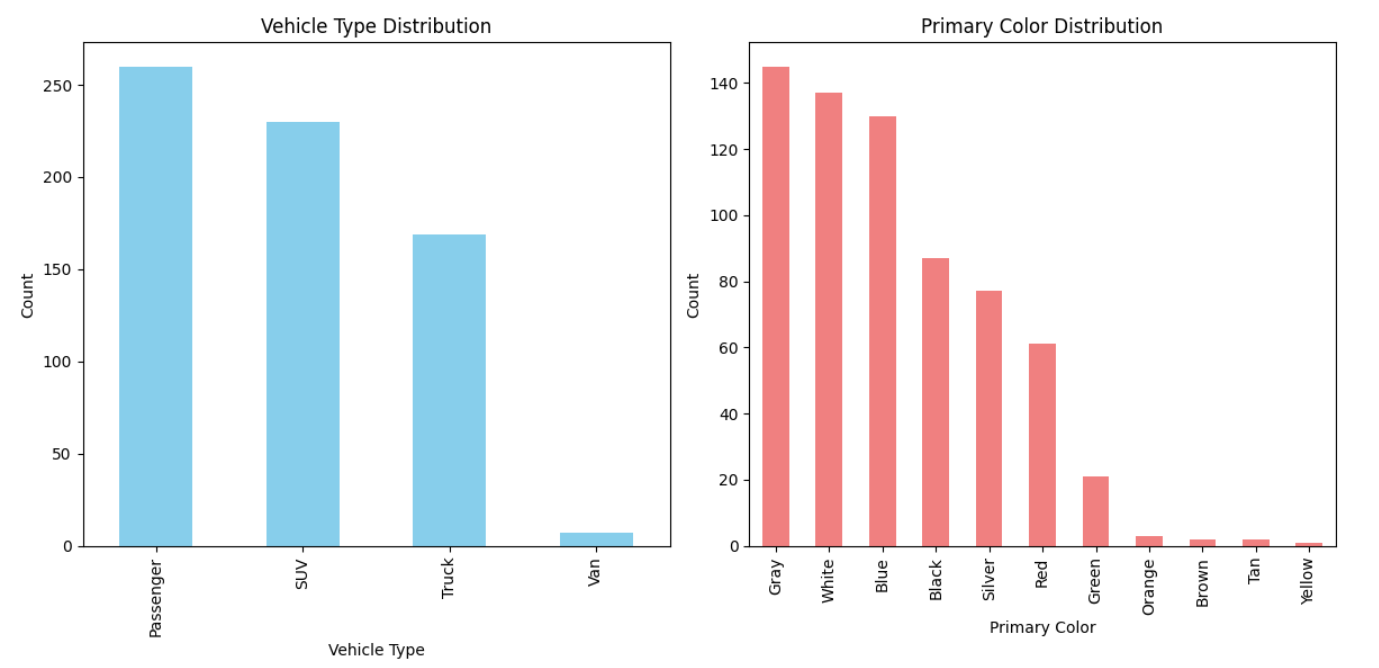 Vehicle Type Distribution
250
200
150
100
50
0
Count
Passenger
SUV
Truck
Van
Vehicle Type
Primary Color Distribution
140
120
100
80
60
40
20
0
Count
Gray
White
Blue
Black
Silver
Red
Green
Orange
Brown
Tan
Yellow
Primary Color